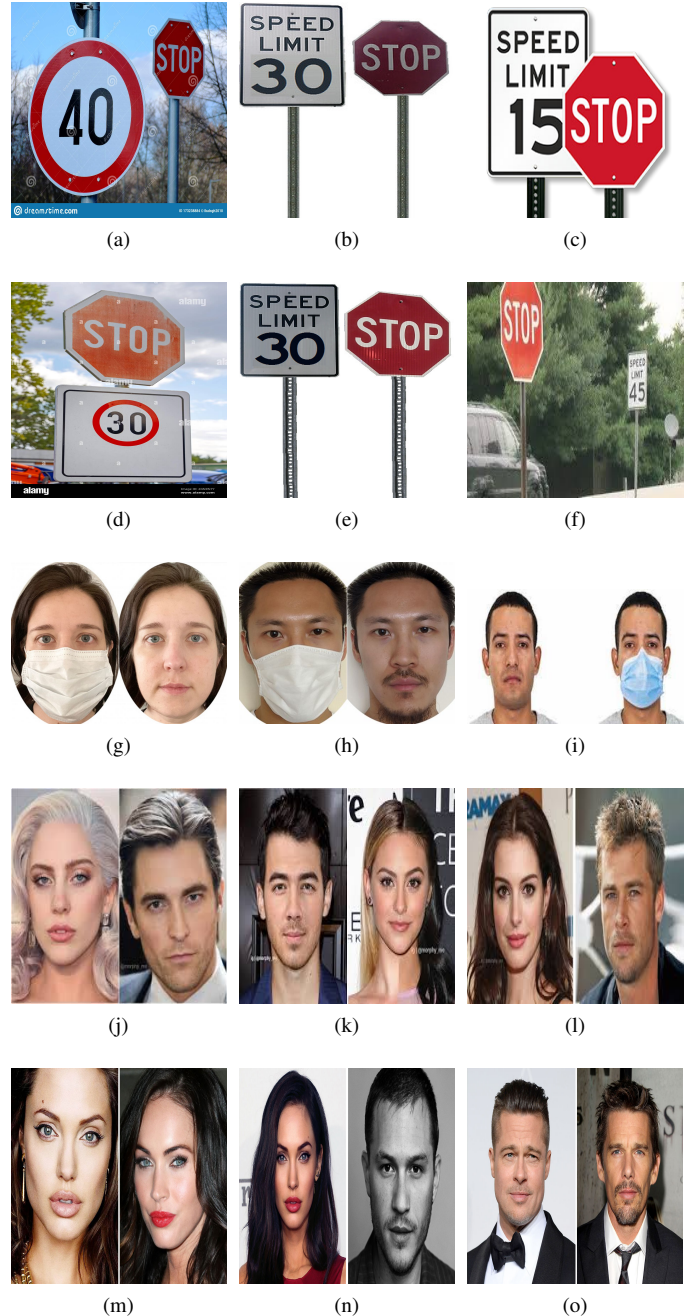 40
STOP
dreamstime.com
(a)
SPEED
LIMIT
30
STOP
(b)
SPEED
LIMIT
15
STOP
(c)
STOP
alamy
30
alamy
(d)
SPEED
LIMIT
30
STOP
(e)
STOP
SPEED
LIMIT
45
(f)
(g)
(h)
(i)
(j)
(k)
(l)
(m)
(n)
(o)